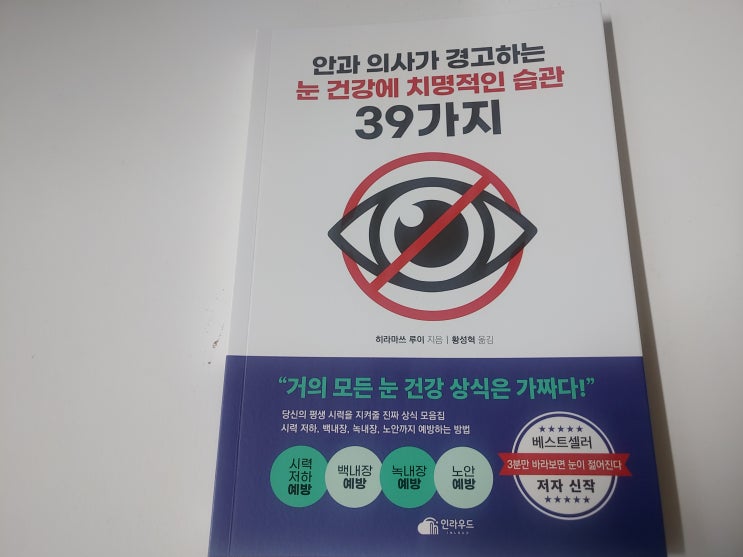 안과 의사가 경고하는
눈 건강에 치명적인 습관
39가지
히라마쓰 루이 지음 | 황성혁 옮김
“거의 모든 눈 건강 상식은 가짜다!”
당신의 평생 시력을 지켜줄 진짜 상식 모음집
시력 저하, 백내장, 녹내장, 노안까지 예방하는 방법
시력
저하
예방
백내장
예방
녹내장
예방
노안
예방
베스트셀러
3분만 바라보면 눈이 젊어진다
저자 신작
인라우드
INLOUD